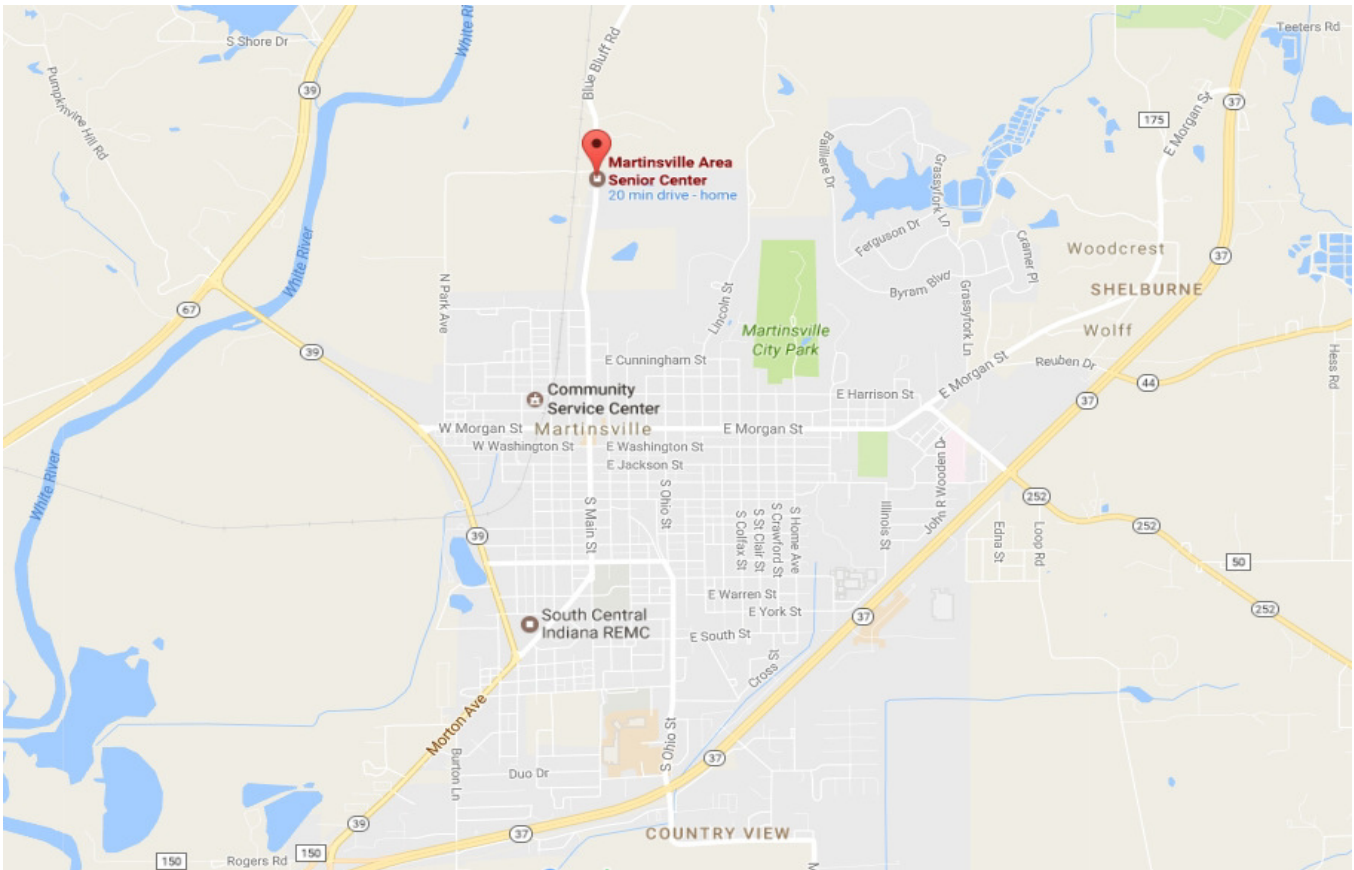 White Ri
Teeters Rd
S Shore Dr
Blue Bluff Rd
39
37
Pumpkinvine Hill Rd
175
E Morgan St
Martinsville Area
Senior Center
20 min drive - home
Bailliere Dr
Grassyfork Ln
Ferguson Dr
Cramer Pl
Woodcrest
White River
37
N Park Ave
Byram Blvd
SHELBURNE
Lincoln St
Grassyfork Ln
67
Martinsville
City Park
Wolff
39
E Cunningham St
Reuben Dr
Hess Rd
E Morgan St
44
Community
Service Center
E Harrison St
37
W Morgan St
Martinsville
E Morgan St
W Washington St
E Washington St
E Jackson St
John R Wooden Dr
White River
S Ohio St
252
S Main St
S Colfax St
S St Clair St
S Crawford St
S Home Ave
Illinois St
Edna St
Loop Rd
252
39
50
E Warren St
252
E York St
South Central
Indiana REMC
37
E South St
Cross St
Morton Ave
S Ohio St
37
Burton Ln
Duo Dr
39
37
COUNTRY VIEW
150
Rogers Rd
150
M